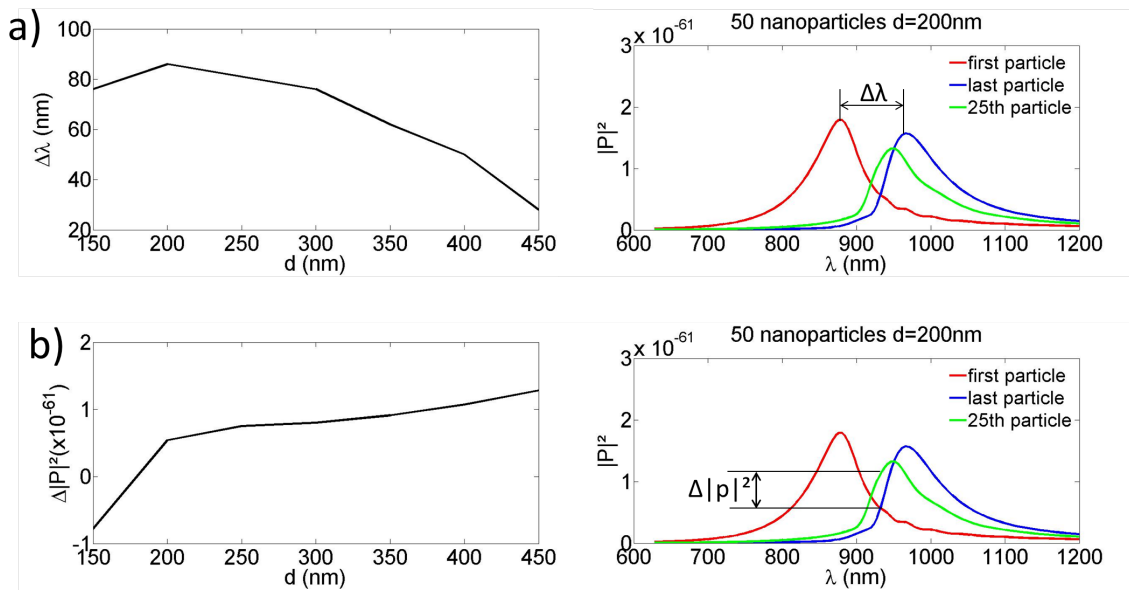 a)
100
80
60
40
20
Δλ (nm)
150 200 250 300 350 400 450
d (nm)
50 nanoparticles d=200nm
x 10^-61
3
2
1
0
|P|²
first particle
last particle
25th particle
Δλ
600 700 800 900 1000 1100 1200
λ (nm)
b)
2
1
0
-1
Δ|P|²(x10^-61)
150 200 250 300 350 400 450
d (nm)
50 nanoparticles d=200nm
x 10^-61
3
2
1
0
|P|²
first particle
last particle
25th particle
Δ|p|²
600 700 800 900 1000 1100 1200
λ (nm)